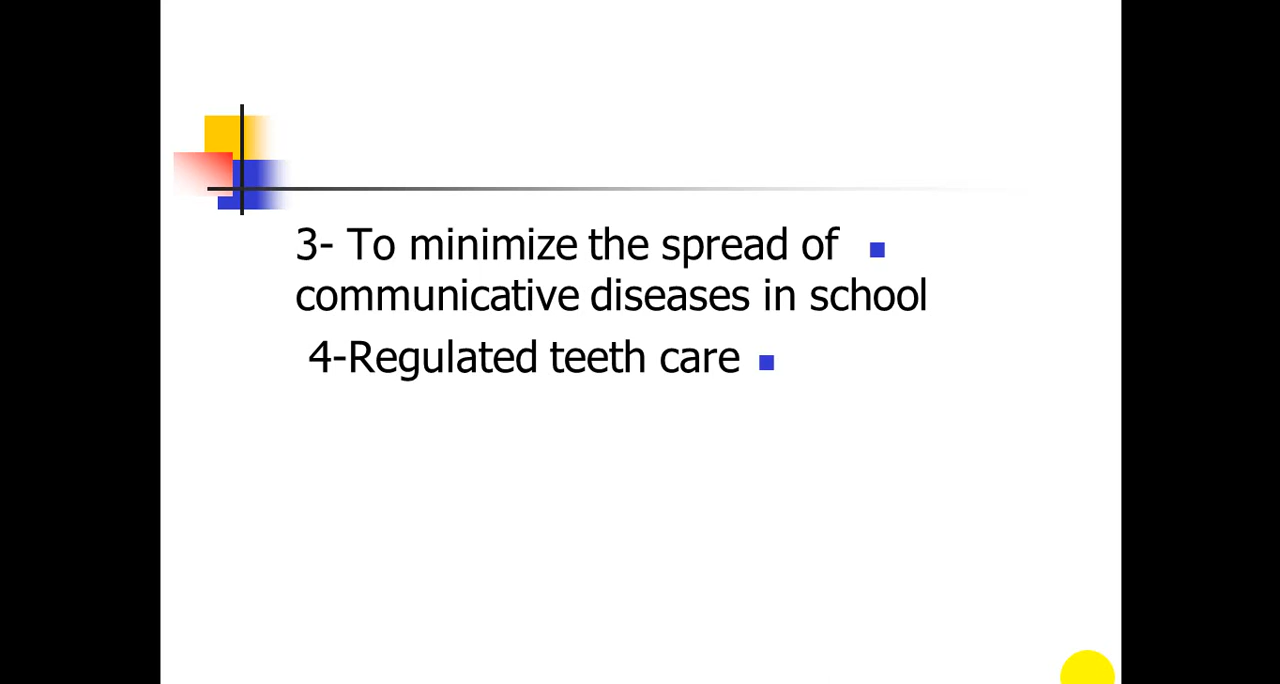 3- To minimize the spread of
communicative diseases in school
4-Regulated teeth care